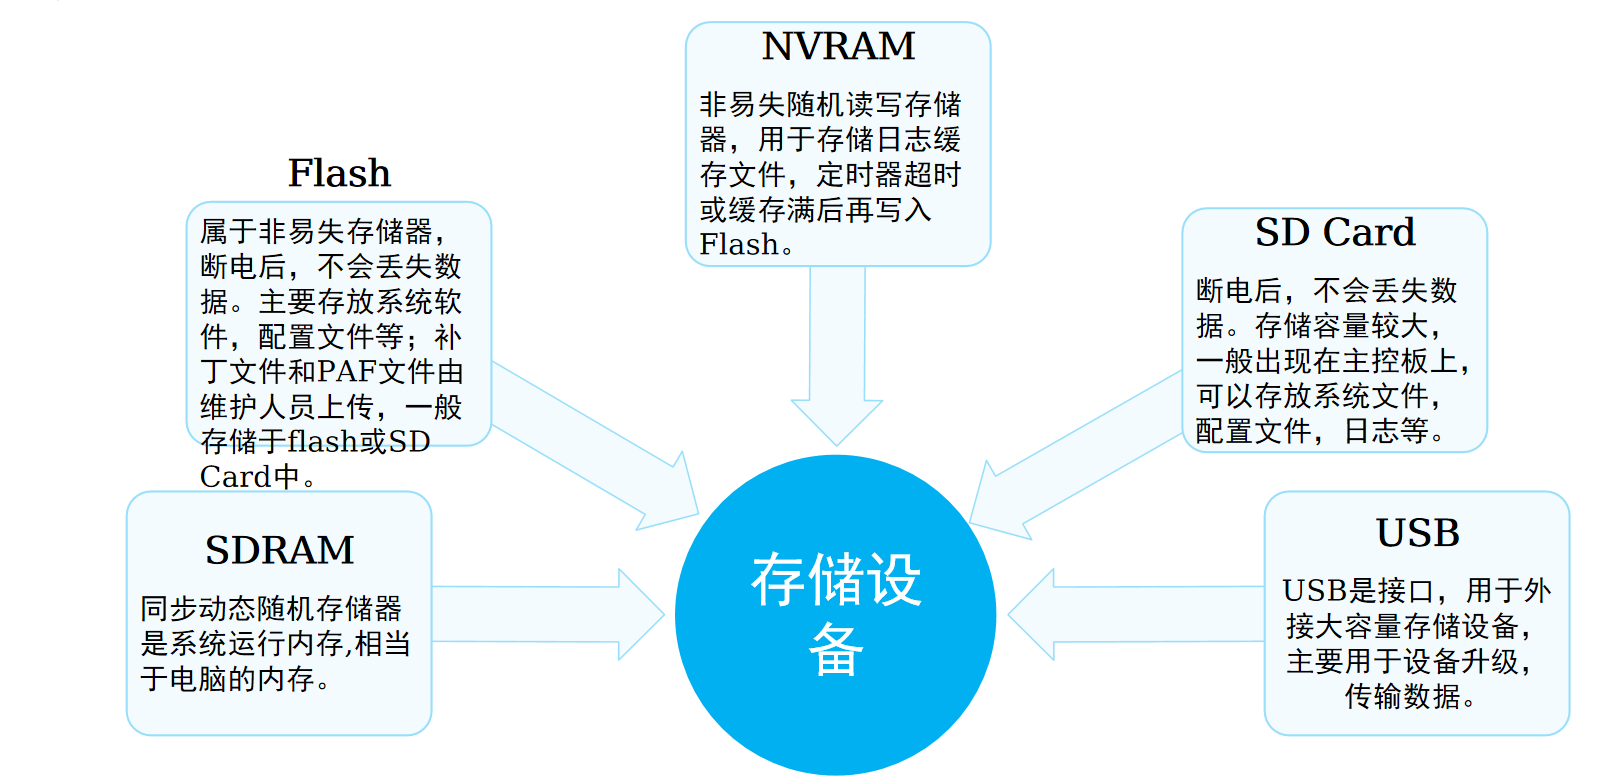 NVRAM
非易失随机读写存储
器，用于存储日志缓
存文件，定时器超时
或缓存满后再写入
Flash。
Flash
属于非易失存储器，
断电后，不会丢失数
据。主要存放系统软
件，配置文件等；补
丁文件和PAF文件由
维护人员上传，一般
存储于flash或SD
Card中。
SD Card
断电后，不会丢失数
据。存储容量较大，
一般出现在主控板上，
可以存放系统文件，
配置文件，日志等。
SDRAM
同步动态随机存储器
是系统运行内存,相当
于电脑的内存。
存储设
备
USB
USB是接口，用于外
接大容量存储设备，
主要用于设备升级，
传输数据。